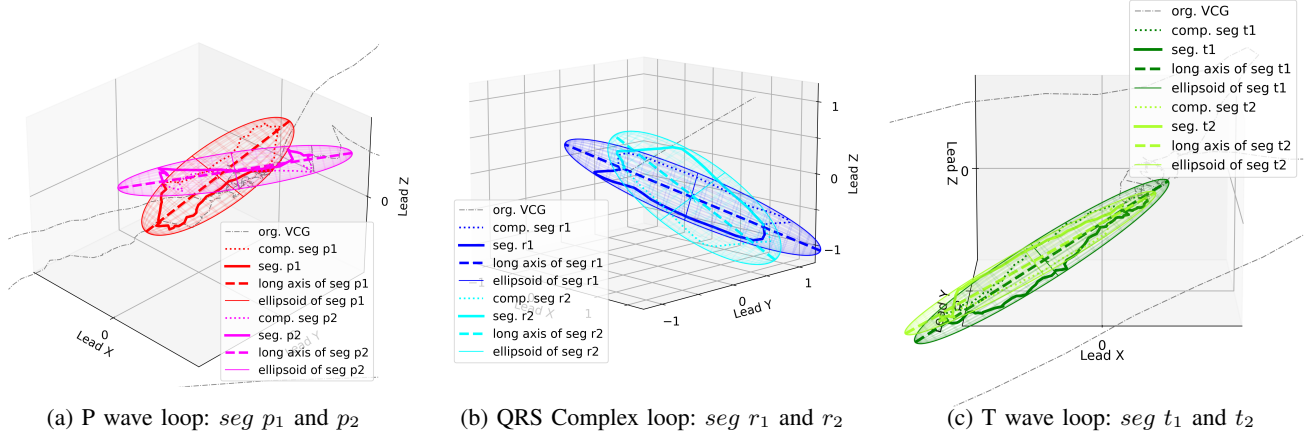 0
Lead Z
0
Lead X
Lead Y
org. VCG
comp. seg p1
seg. p1
long axis of seg p1
ellipsoid of seg p1
comp. seg p2
seg. p2
long axis of seg p2
ellipsoid of seg p2
(a) P wave loop: seg p1 and p2
1
0
−1
Lead Z
1
0
−1
Lead Y
Lead X
1
org. VCG
comp. seg r1
seg. r1
long axis of seg r1
ellipsoid of seg r1
comp. seg r2
seg. r2
long axis of seg r2
ellipsoid of seg r2
(b) QRS Complex loop: seg r1 and r2
org. VCG
comp. seg t1
seg. t1
long axis of seg t1
ellipsoid of seg t1
comp. seg t2
seg. t2
long axis of seg t2
ellipsoid of seg t2
Lead Z
0
0
Lead X
(c) T wave loop: seg t1 and t2